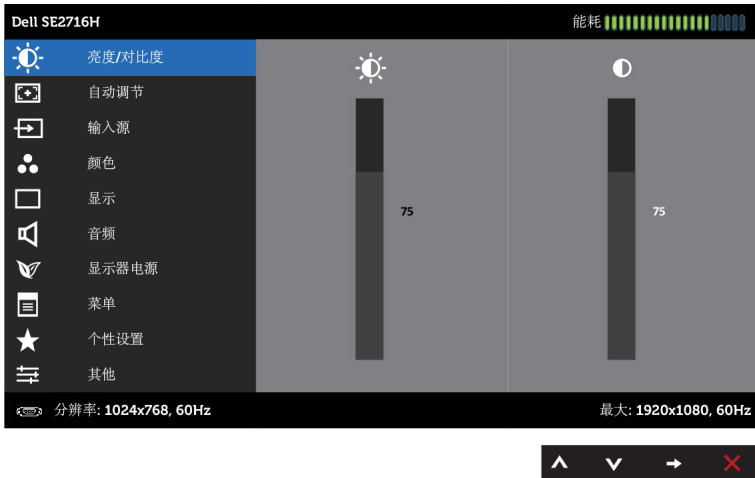 Dell SE2716H
能耗
亮度/对比度
自动调节
输入源
颜色
显示
音频
显示器电源
菜单
个性设置
其他
75
75
分辨率: 1024x768, 60Hz
最大: 1920x1080, 60Hz